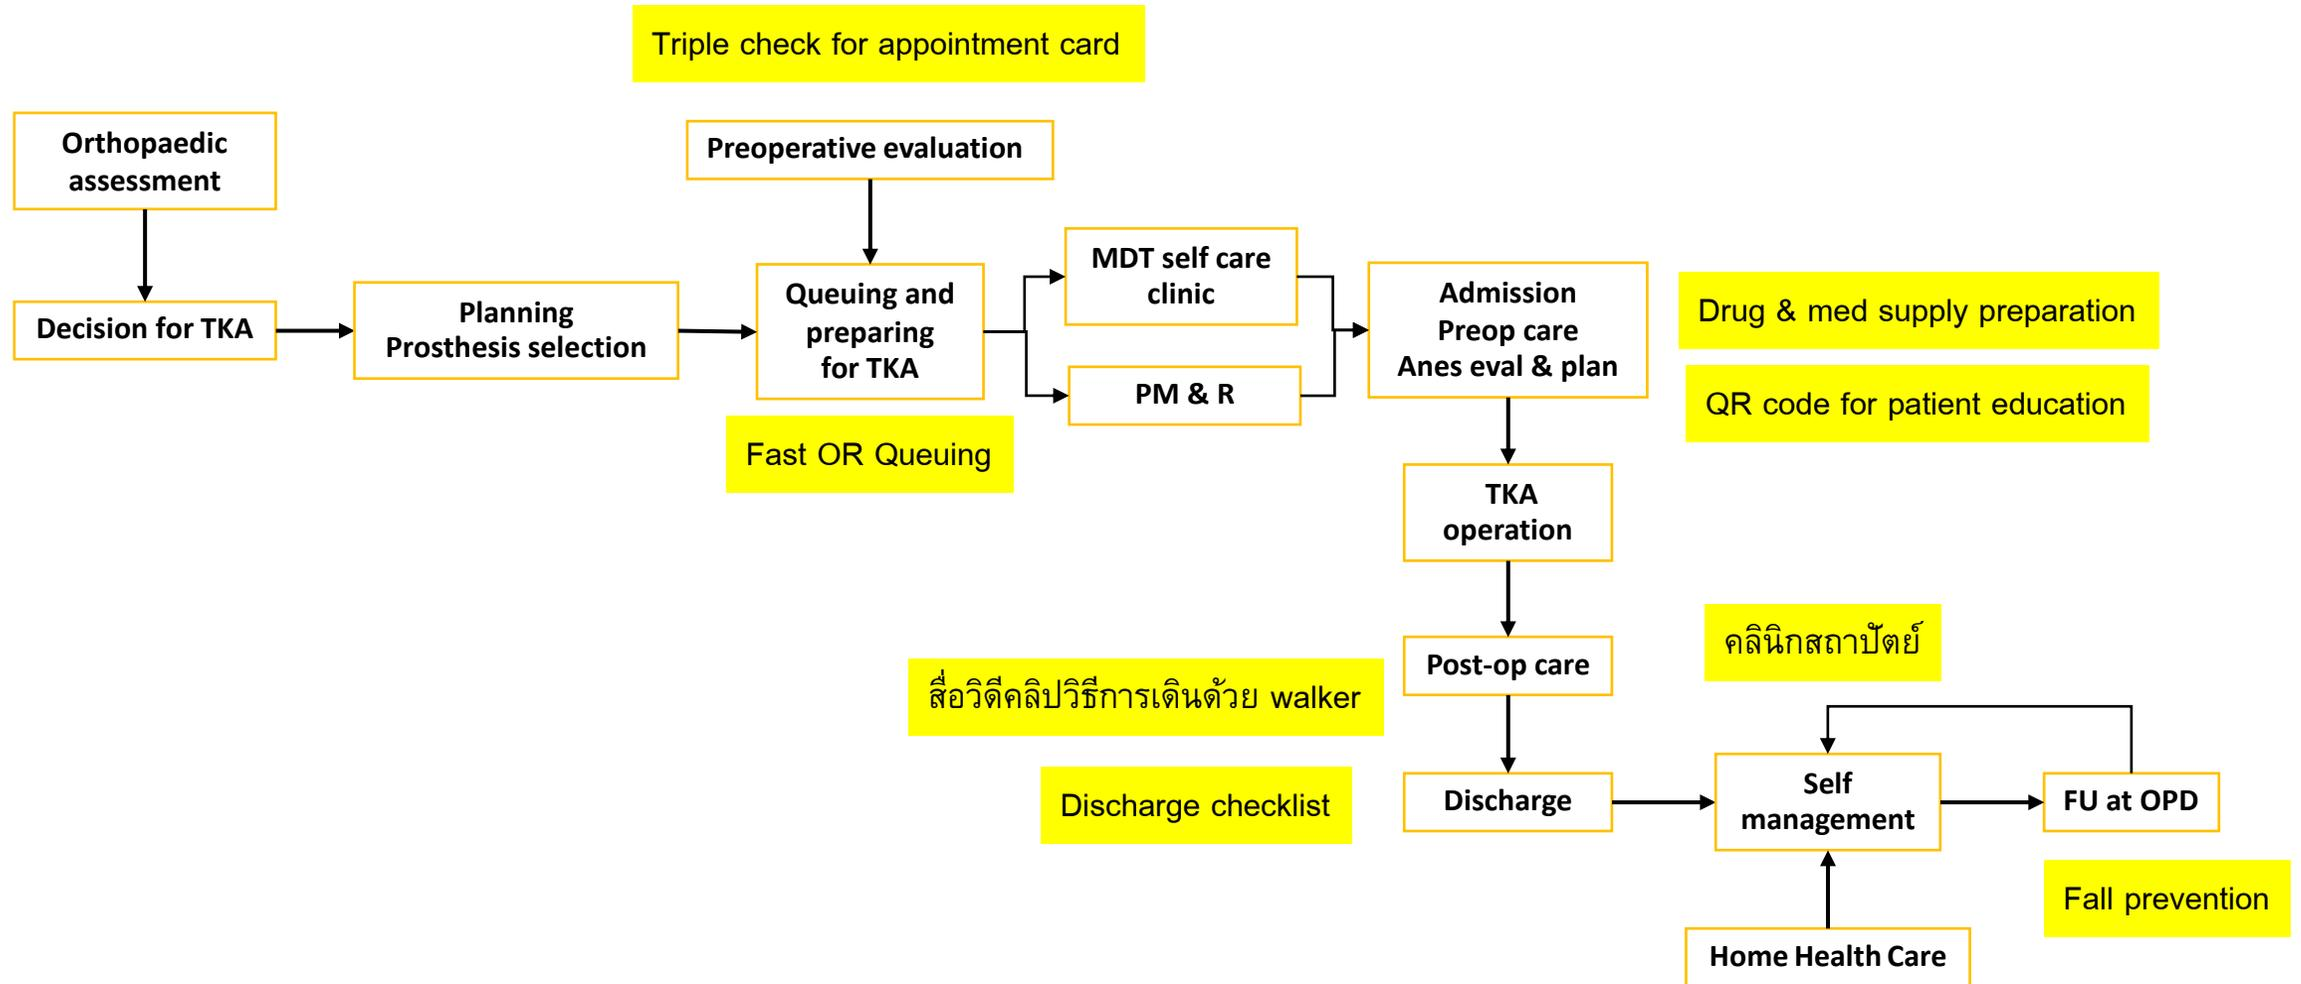 Triple check for appointment card
Orthopaedic
assessment
Preoperative evaluation
Decision for TKA
Planning
Prosthesis selection
Queuing and
preparing
for TKA
Fast OR Queuing
MDT self care
clinic
PM & R
Admission
Preop care
Anes eval & plan
Drug & med supply preparation
QR code for patient education
TKA
operation
Post-op care
สื่อวิดีคลิปวิธีการเดินด้วย walker
คลินิกสถาปัตย์
Discharge checklist
Discharge
Self
management
FU at OPD
Fall prevention
Home Health Care